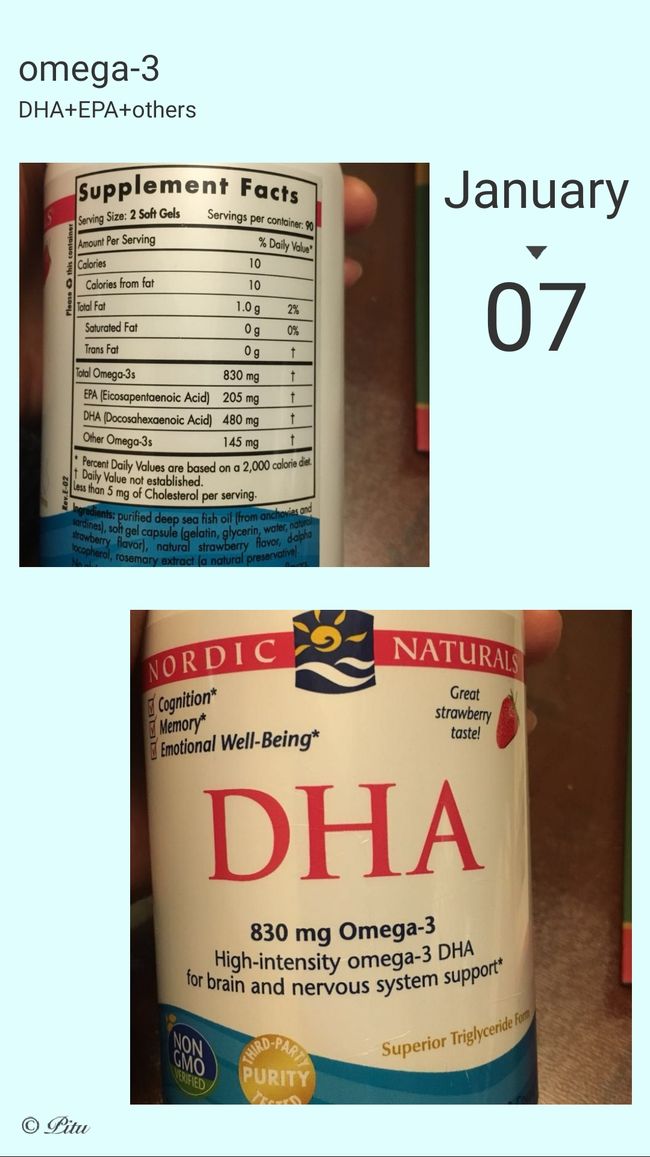 omega-3
DHA+EPA+others
January
07
Supplement Facts
Serving Size: 2 Soft Gels Servings per container: 90
Amount Per Serving % Daily Value*
Calories 10
Calories from fat 10
Total Fat 1.0 g 2%
Saturated Fat 0 g 0%
Trans Fat 0 g †
Total Omega-3s 830 mg †
EPA (Eicosapentaenoic Acid) 205 mg †
DHA (Docosahexaenoic Acid) 480 mg †
Other Omega-3s 145 mg †
* Percent Daily Values are based on a 2,000 calorie diet.
† Daily Value not established.
Less than 5 mg of Cholesterol per serving.
Ingredients: purified deep sea fish oil (from anchovies and
sardines), soft gel capsule (gelatin, glycerin, water, natural
strawberry flavor), natural strawberry flavor, d-alpha
tocopherol, rosemary extract (a natural preservative).
Please this container
Rev.E-02
NORDIC NATURALS
Cognition*
Memory*
Emotional Well-Being*
Great
strawberry
taste!
DHA
830 mg Omega-3
High-intensity omega-3 DHA
for brain and nervous system support*
Superior Triglyceride Form
NON
GMO
VERIFIED
THIRD-PARTY
PURITY
TESTED
© Pitu